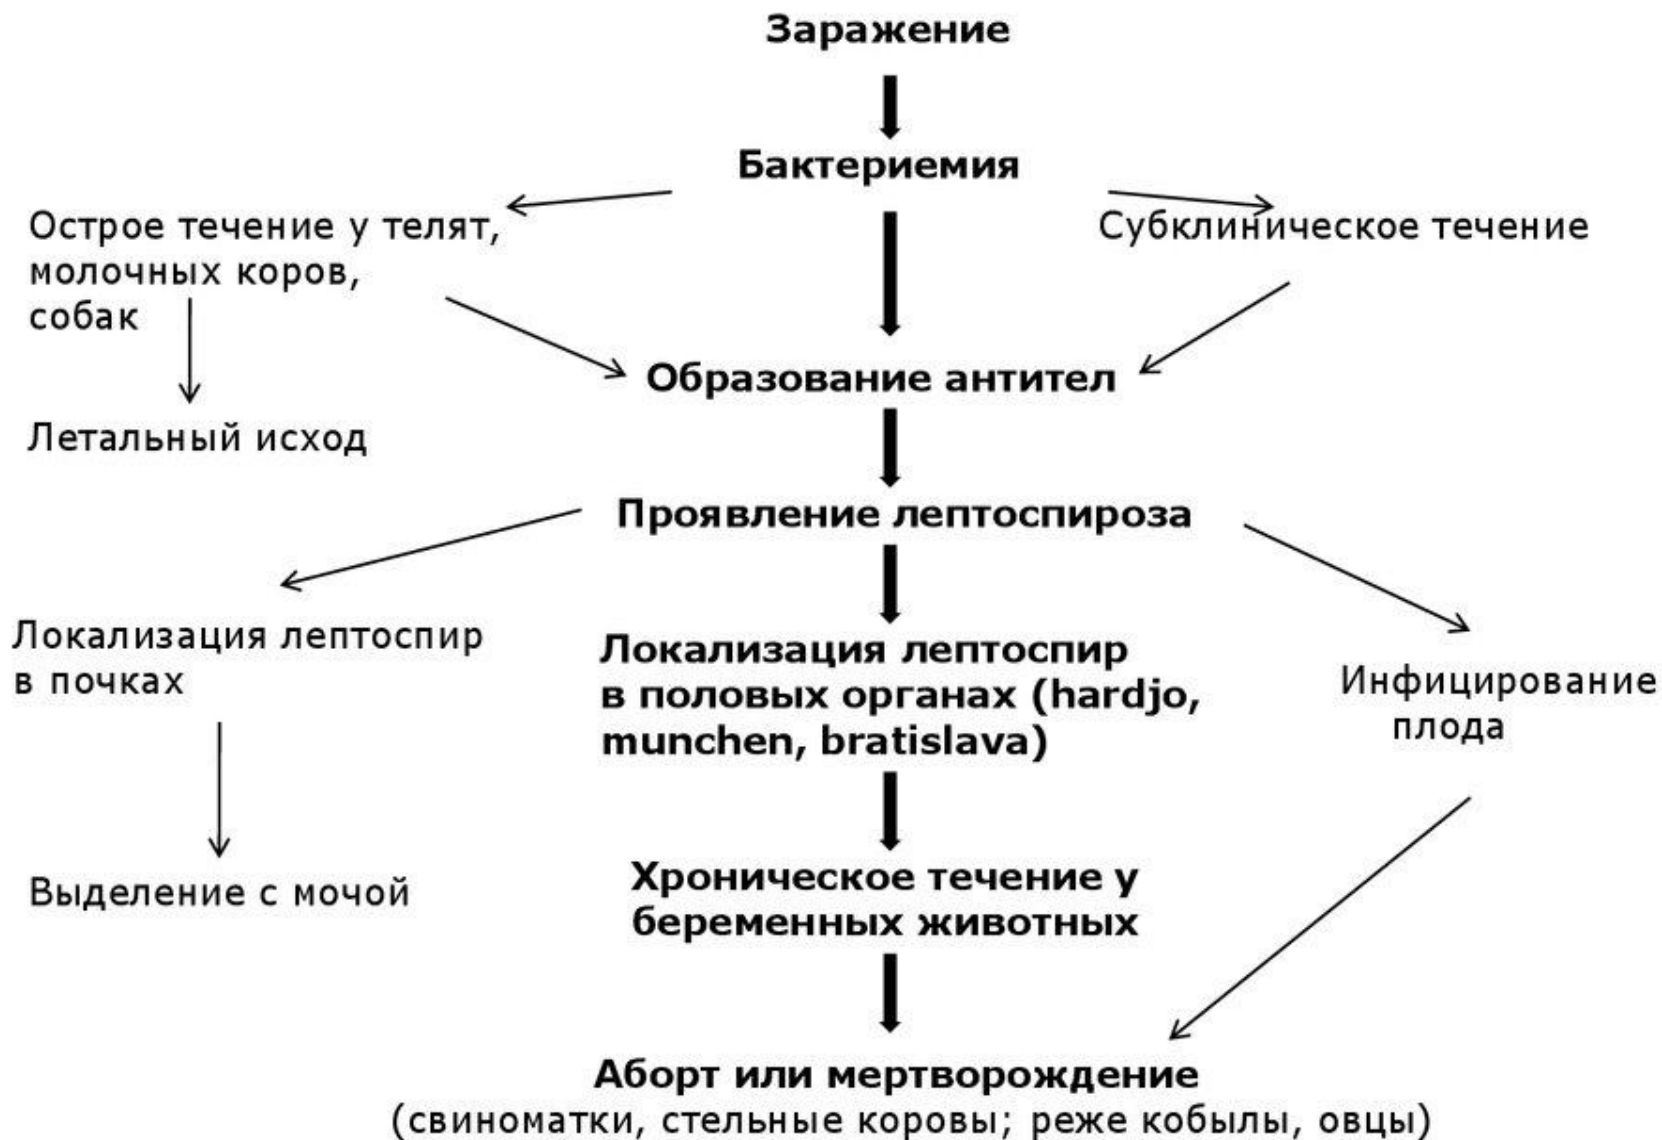 Заражение
Бактериемия
Острое течение у телят,
молочных коров,
собак
Субклиническое течение
Образование антител
Летальный исход
Проявление лептоспироза
Локализация лептоспир
в почках
Локализация лептоспир
в половых органах (hardjo,
munchen, bratislava)
Инфицирование
плода
Выделение с мочой
Хроническое течение у
беременных животных
Аборт или мертворождение
(свиноматки, стельные коровы; реже кобылы, овцы)